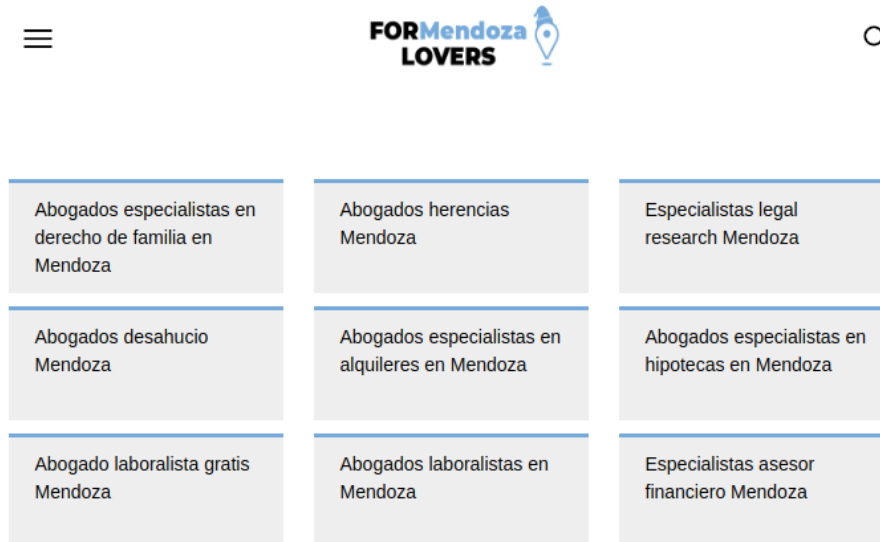 FORMendoza
LOVERS
Abogados especialistas en
derecho de familia en
Mendoza
Abogados herencias
Mendoza
Especialistas legal
research Mendoza
Abogados desahucio
Mendoza
Abogados especialistas en
alquileres en Mendoza
Abogados especialistas en
hipotecas en Mendoza
Abogado laboralista gratis
Mendoza
Abogados laboralistas en
Mendoza
Especialistas asesor
financiero Mendoza